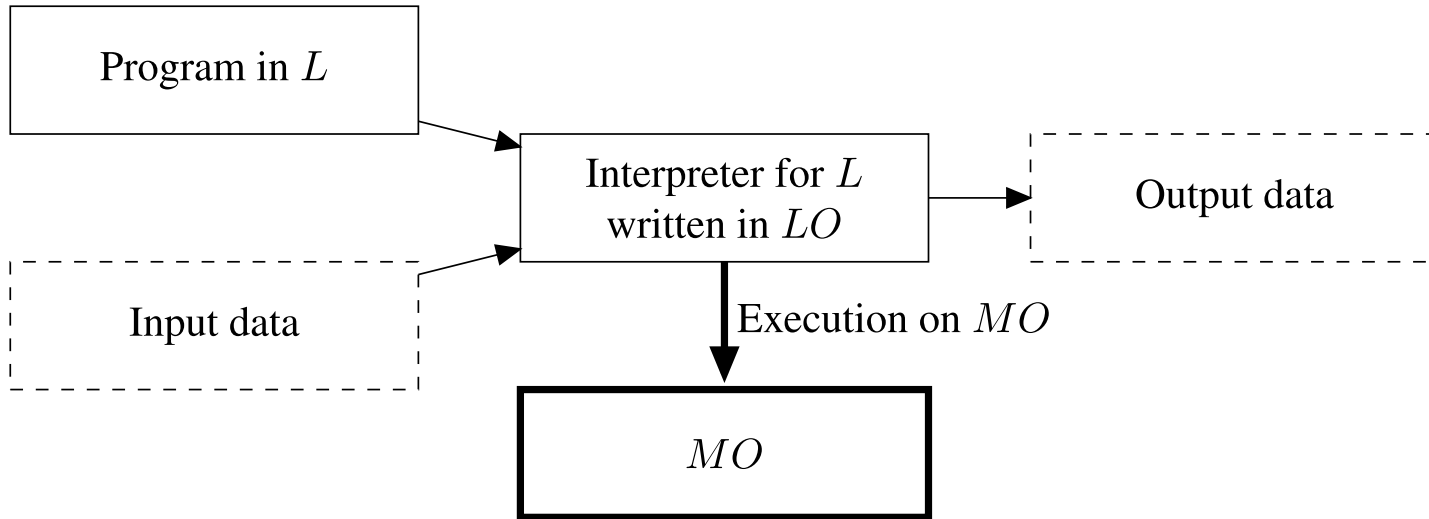 Program in L
Interpreter for L
written in LO
Output data
Input data
Execution on MO
MO